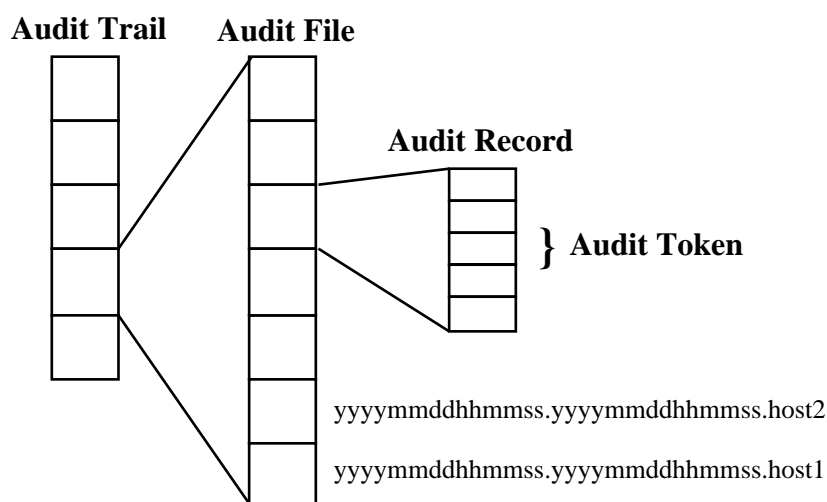 Audit Trail
Audit File
Audit Record
} Audit Token
yyyymmddhhmmss.yyyymmddhhmmss.host2
yyyymmddhhmmss.yyyymmddhhmmss.host1